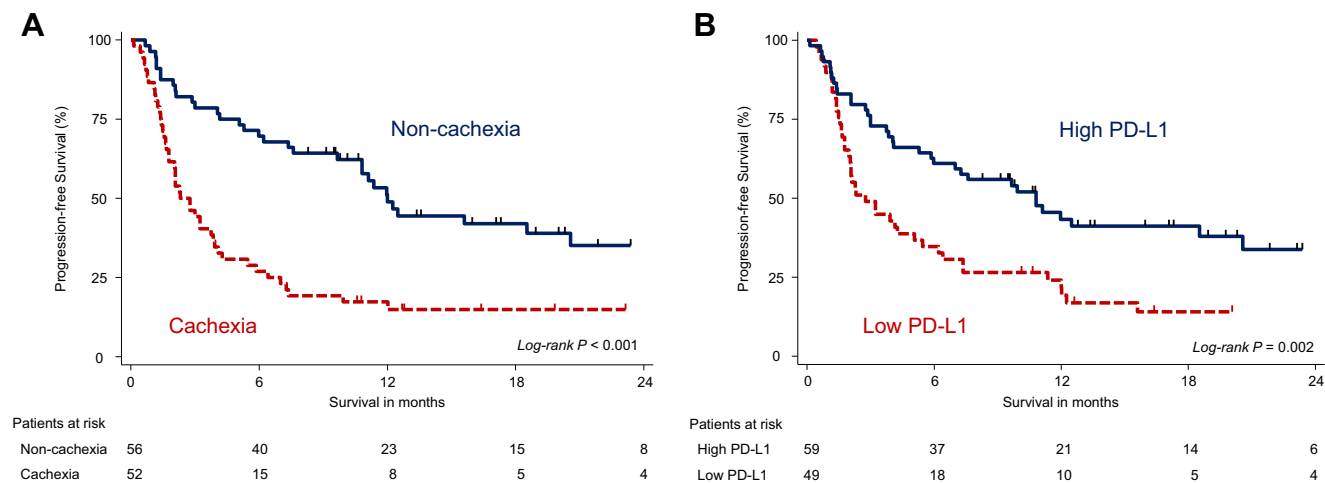 A
100
75
50
25
0
Progression-free Survival (%)
Non-cachexia
Cachexia
Log-rank P < 0.001
0 6 12 18 24
Survival in months
Patients at risk
Non-cachexia 56 40 23 15 8
Cachexia 52 15 8 5 4
B
100
75
50
25
0
Progression-free Survival (%)
High PD-L1
Low PD-L1
Log-rank P = 0.002
0 6 12 18 24
Survival in months
Patients at risk
High PD-L1 59 37 21 14 6
Low PD-L1 49 18 10 5 4